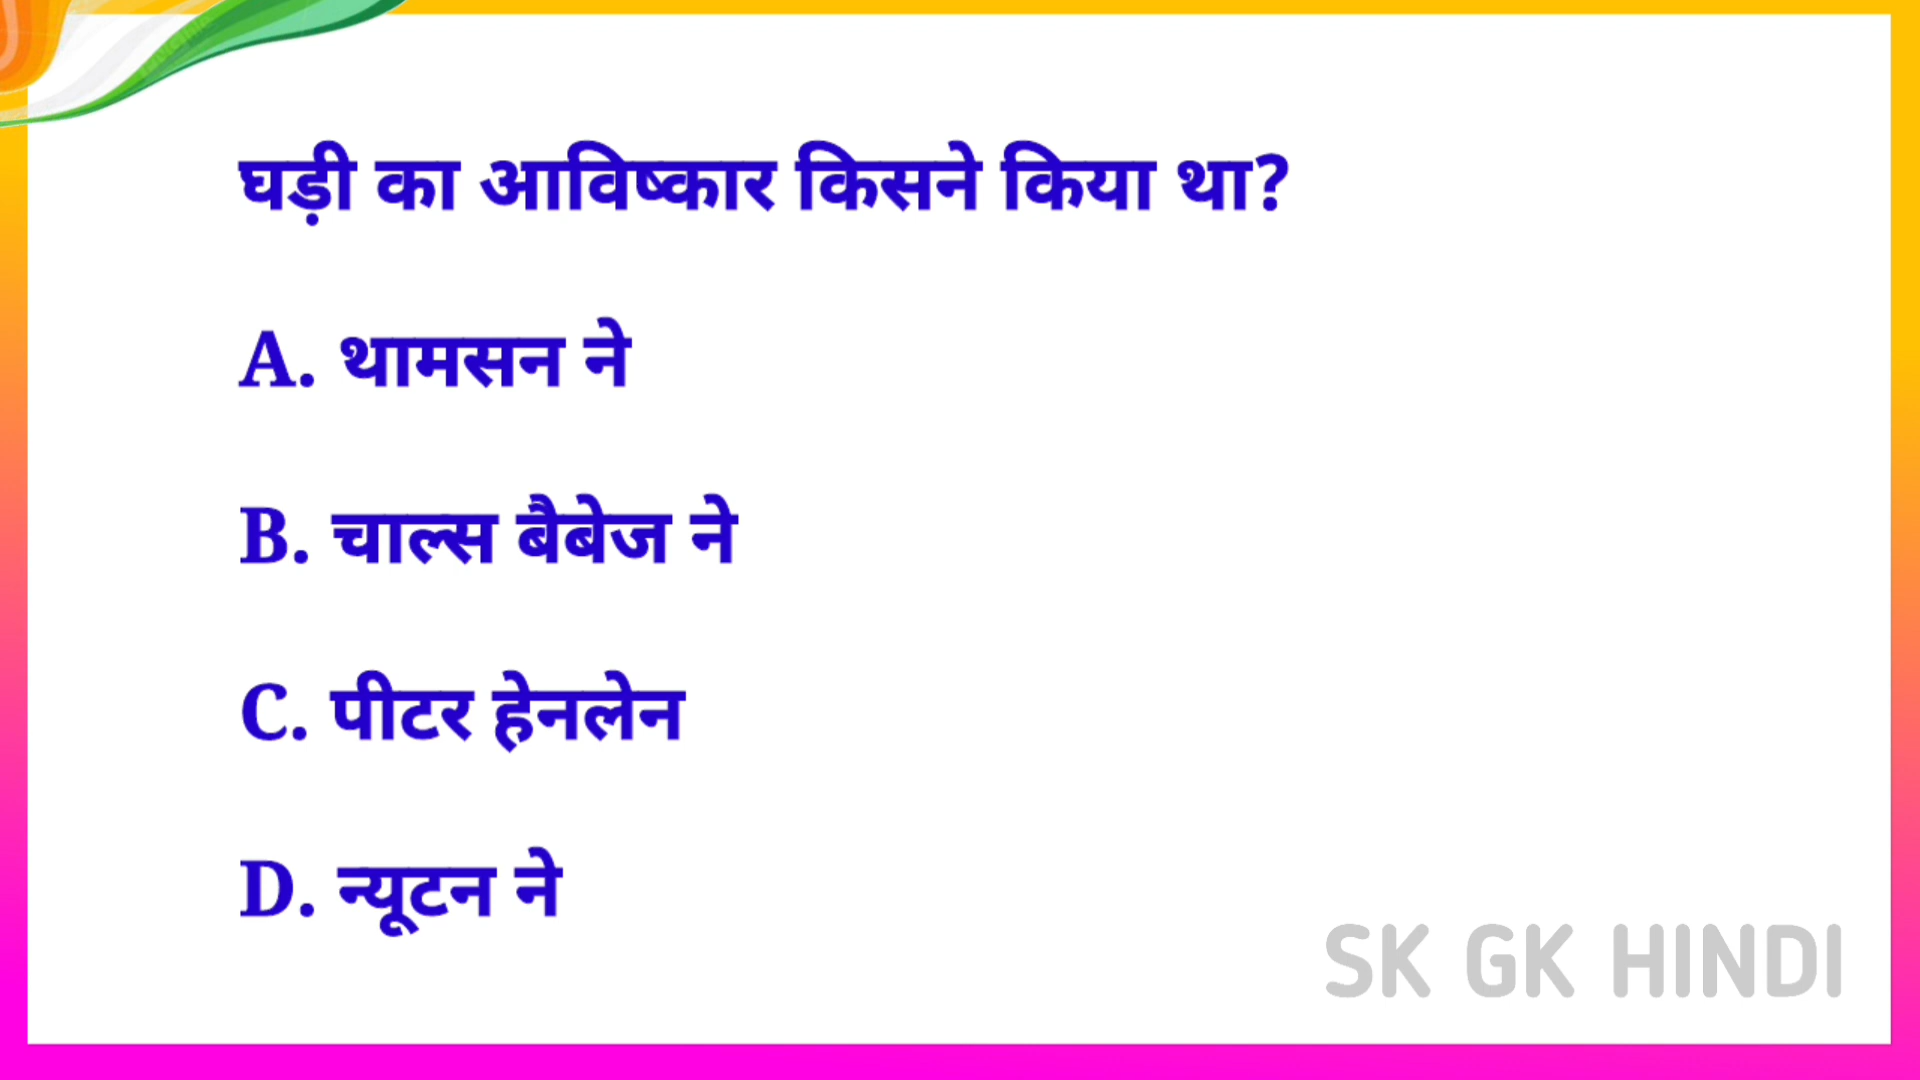 घड़ी का आविष्कार किसने किया था?
A. थामसन ने
B. चाल्स बैबेज ने
C. पीटर हेनलेन
D. न्यूटन ने
SK GK HINDI